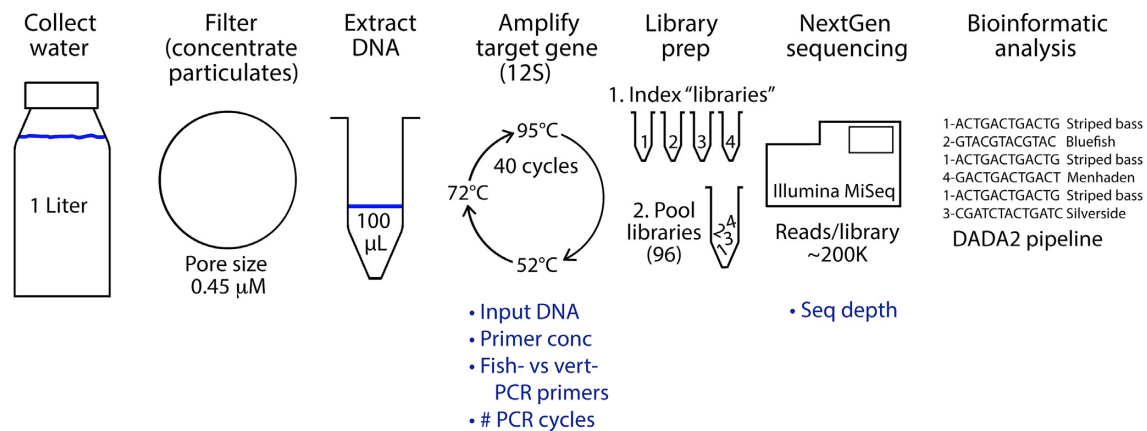 Collect
water
Filter
(concentrate
particulates)
Extract
DNA
Amplify
target gene
(12S)
Library
prep
NextGen
sequencing
Bioinformatic
analysis
1 Liter
Pore size
0.45 µM
100
µL
95°C
40 cycles
72°C
52°C
• Input DNA
• Primer conc
• Fish- vs vert-
PCR primers
• # PCR cycles
1. Index “libraries”
1 2 3 4
2. Pool
libraries
(96)
2 4
1 3
Illumina MiSeq
Reads/library
~200K
• Seq depth
1-ACTGACTGACTG Striped bass
2-GTACGTACGTAC Bluefish
1-ACTGACTGACTG Striped bass
4-GACTGACTGACT Menhaden
1-ACTGACTGACTG Striped bass
3-CGATCTACTGATC Silverside
DADA2 pipeline